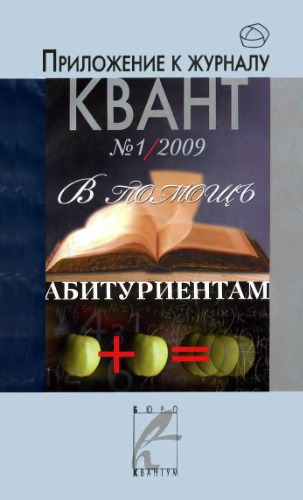 Приложение к журналу
КВАНТ
№1/2009
В помощь
АБИТУРИЕНТАМ
+ =
БЮРО
КВАНТУМ